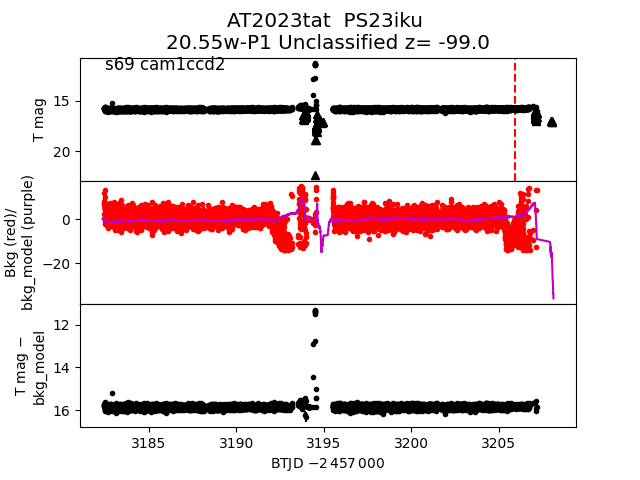 AT2023tat  PS23iku
20.55w-P1 Unclassified z= -99.0
s69 cam1ccd2
T mag
15
20
Bkg (red)/
bkg_model (purple)
0
−20
T mag −
bkg_model
12
14
16
3185
3190
3195
3200
3205
BTJD −2 457 000